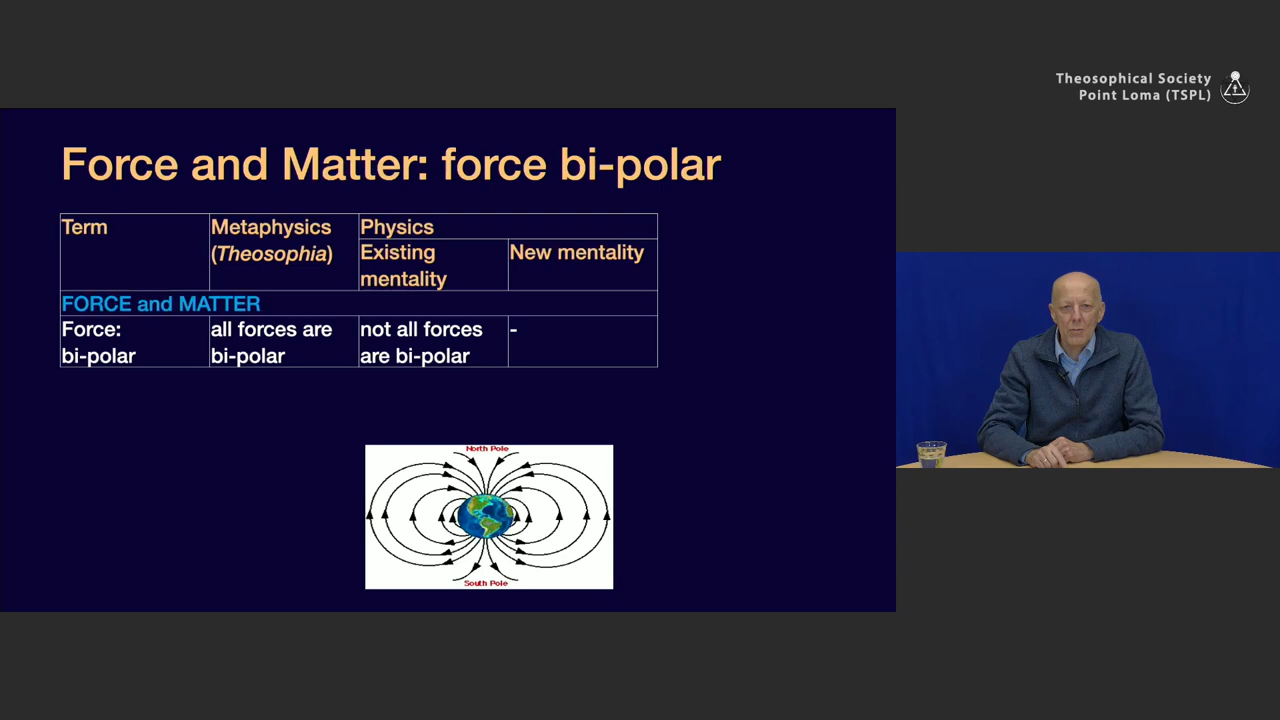 Theosophical Society
Point Loma (TSPL)
Force and Matter: force bi-polar
Term
Metaphysics
(Theosophia)
Physics
Existing
mentality
New mentality
FORCE and MATTER
Force:
bi-polar
all forces are
bi-polar
not all forces
are bi-polar
-
North Pole
South Pole